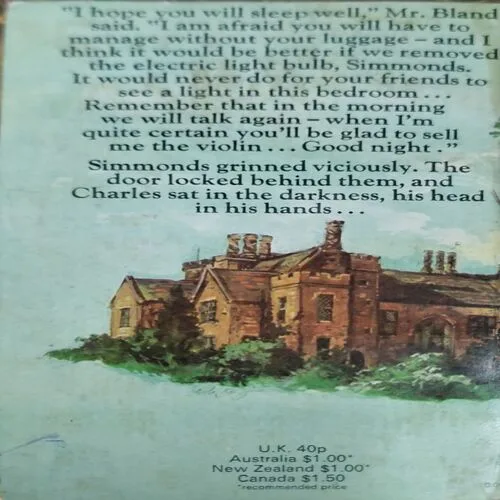 "I hope you will sleep well," Mr. Bland
said. "I am afraid you will have to
manage without your luggage – and I
think it would be better if we removed
the electric light bulb, Simmonds.
It would never do for your friends to
see a light in this bedroom ...
Remember that in the morning
we will talk again – when I'm
quite certain you'll be glad to sell
me the violin ... Good night."
Simmonds grinned viciously. The
door locked behind them, and
Charles sat in the darkness, his head
in his hands ...
U.K. 40p
Australia $1.00*
New Zealand $1.00*
Canada $1.50
*recommended price